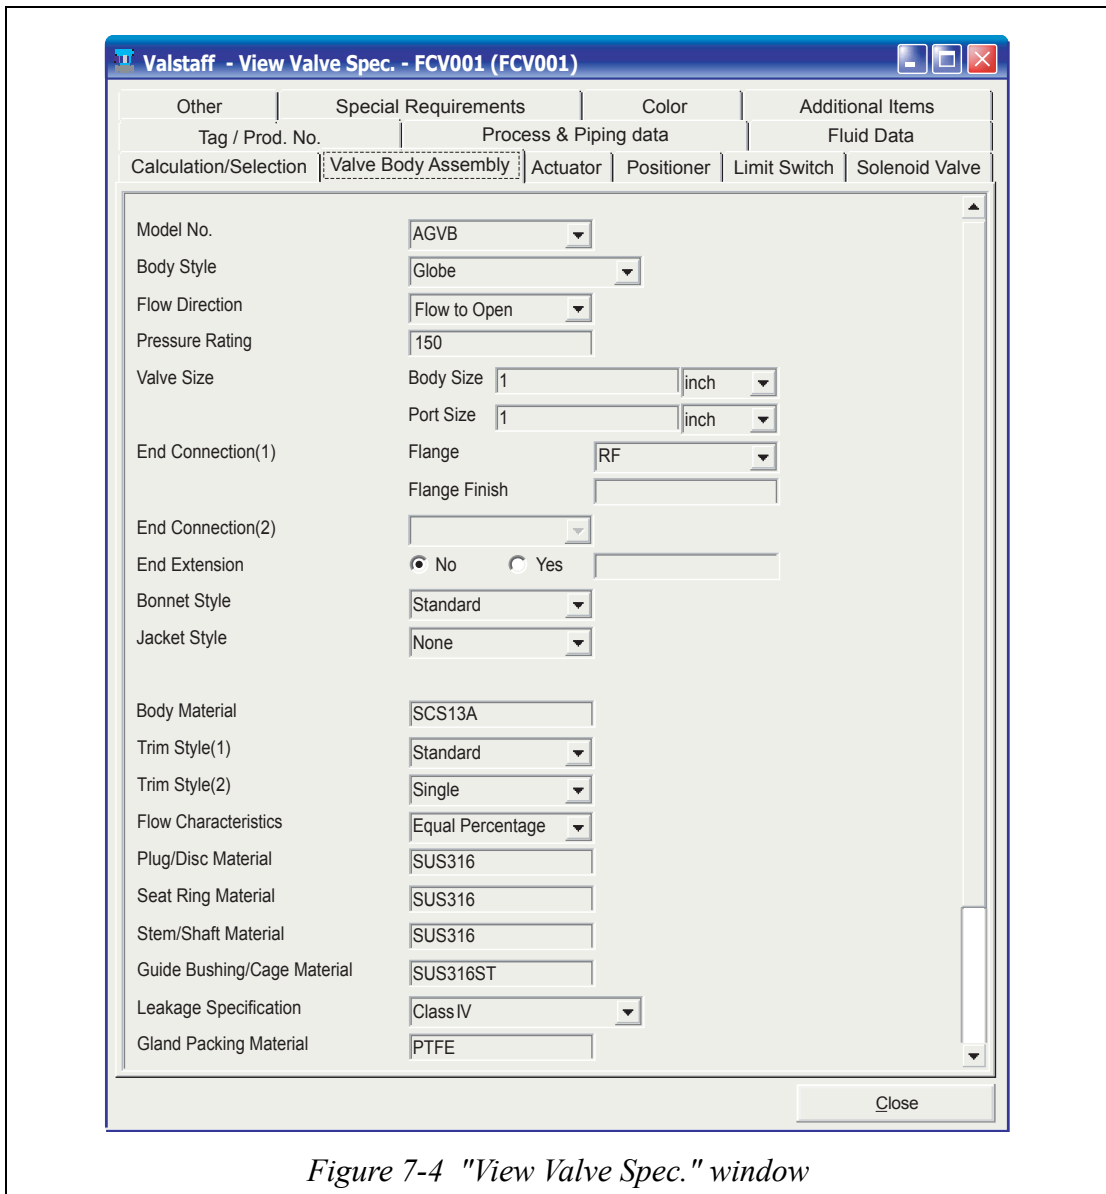 Valstaff - View Valve Spec. - FCV001 (FCV001)
Other Special Requirements Color Additional Items
Tag / Prod. No. Process & Piping data Fluid Data
Calculation/Selection Valve Body Assembly Actuator Positioner Limit Switch Solenoid Valve
Model No. AGVB
Body Style Globe
Flow Direction Flow to Open
Pressure Rating 150
Valve Size Body Size 1 inch
Port Size 1 inch
End Connection(1) Flange RF
Flange Finish
End Connection(2)
End Extension No Yes
Bonnet Style Standard
Jacket Style None
Body Material SCS13A
Trim Style(1) Standard
Trim Style(2) Single
Flow Characteristics Equal Percentage
Plug/Disc Material SUS316
Seat Ring Material SUS316
Stem/Shaft Material SUS316
Guide Bushing/Cage Material SUS316ST
Leakage Specification Class IV
Gland Packing Material PTFE
Close
Figure 7-4 "View Valve Spec." window